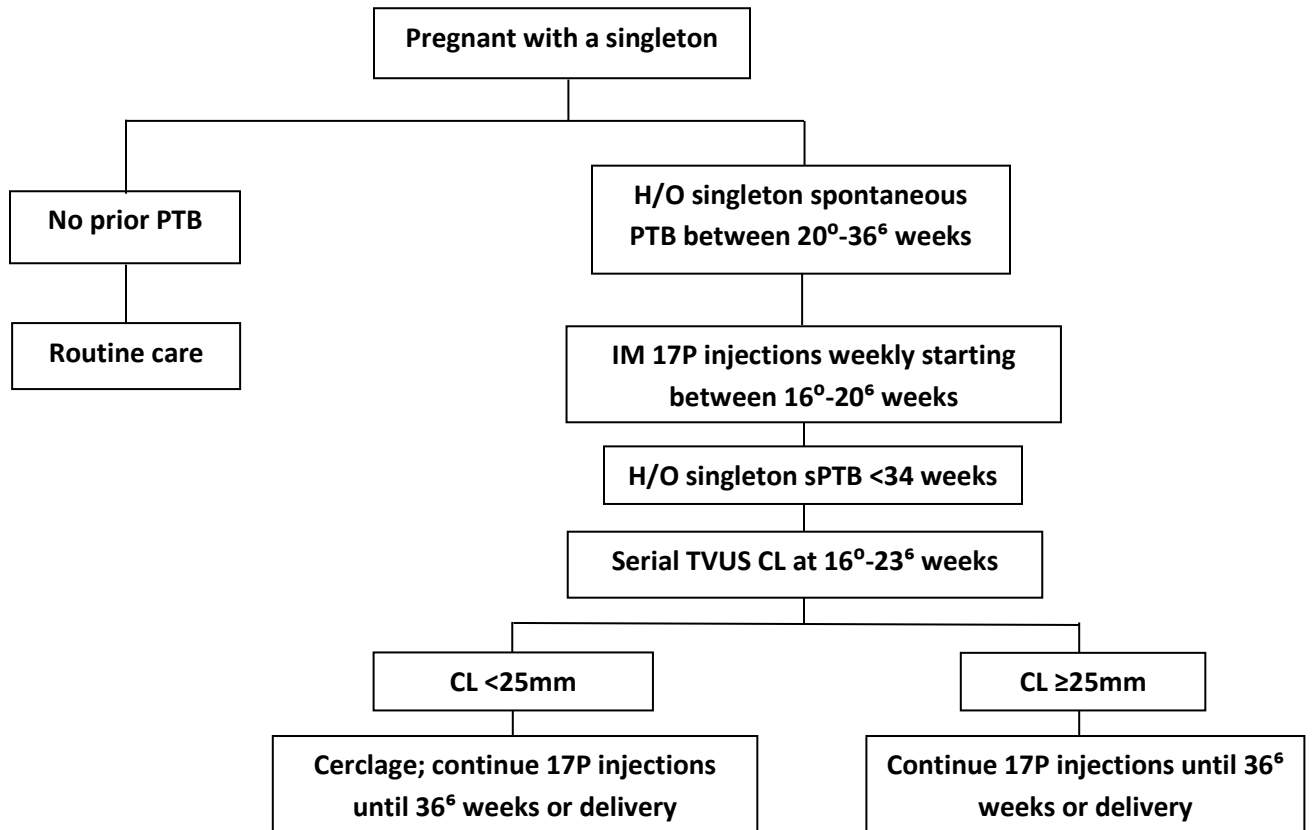 Pregnant with a singleton
No prior PTB
Routine care
H/O singleton spontaneous
PTB between 20⁰-36⁶ weeks
IM 17P injections weekly starting
between 16⁰-20⁶ weeks
H/O singleton sPTB <34 weeks
Serial TVUS CL at 16⁰-23⁶ weeks
CL <25mm
Cerclage; continue 17P injections
until 36⁶ weeks or delivery
CL ≥25mm
Continue 17P injections until 36⁶
weeks or delivery